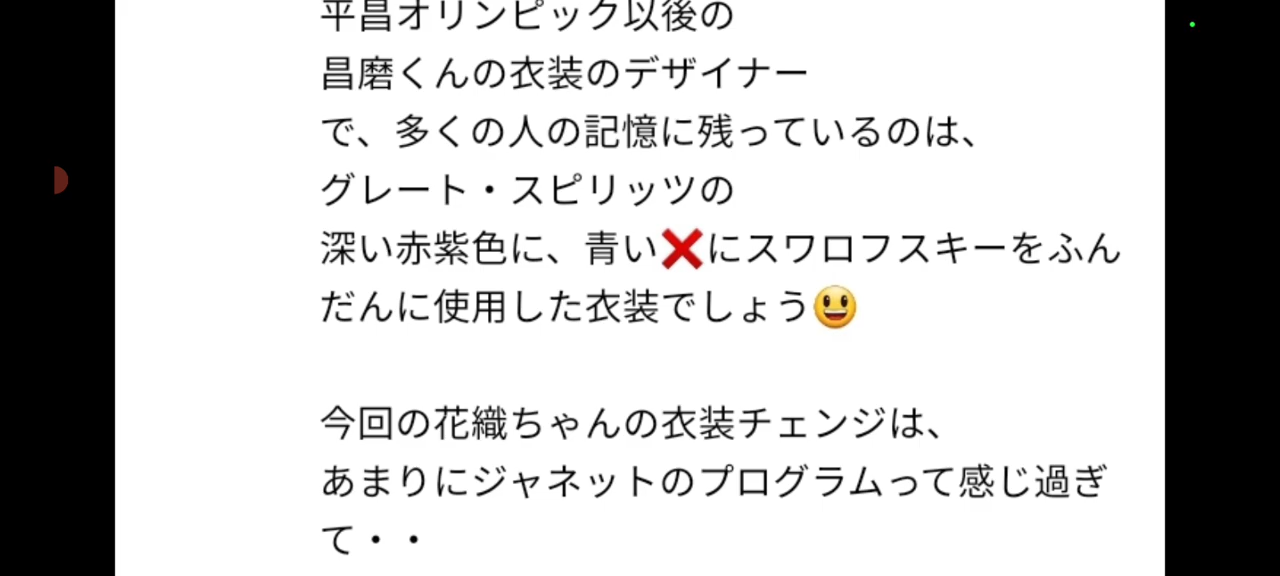 平昌オリンピック以後の
昌磨くんの衣装のデザイナー
で、多くの人の記憶に残っているのは、
グレート・スピリッツの
深い赤紫色に、青い❌にスワロフスキーをふん
だんに使用した衣装でしょう😃
今回の花織ちゃんの衣装チェンジは、
あまりにジャネットのプログラムって感じ過ぎ
て・・